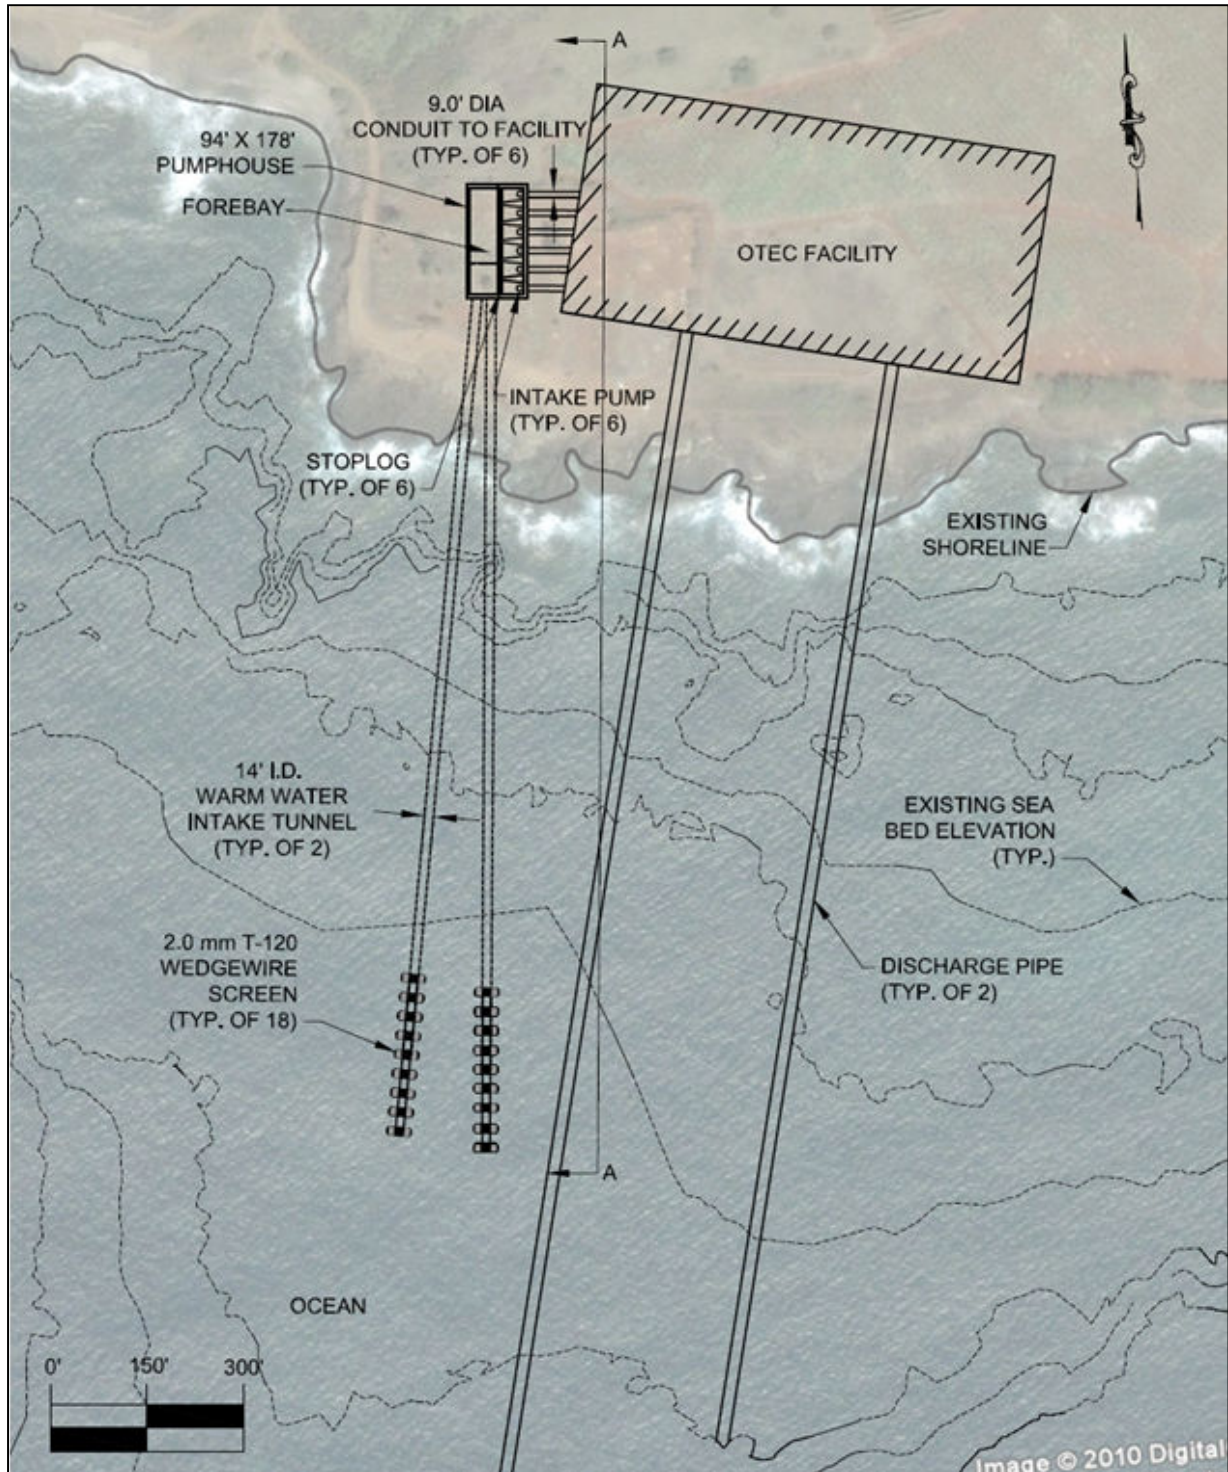 A
9.0' DIA
CONDUIT TO FACILITY
(TYP. OF 6)
94' X 178'
PUMPHOUSE
FOREBAY
OTEC FACILITY
INTAKE PUMP
(TYP. OF 6)
STOPLOG
(TYP. OF 6)
EXISTING
SHORELINE
14' I.D.
WARM WATER
INTAKE TUNNEL
(TYP. OF 2)
EXISTING SEA
BED ELEVATION
(TYP.)
2.0 mm T-120
WEDGEWIRE
SCREEN
(TYP. OF 18)
DISCHARGE PIPE
(TYP. OF 2)
A
OCEAN
0' 150' 300'
Image © 2010 Digital